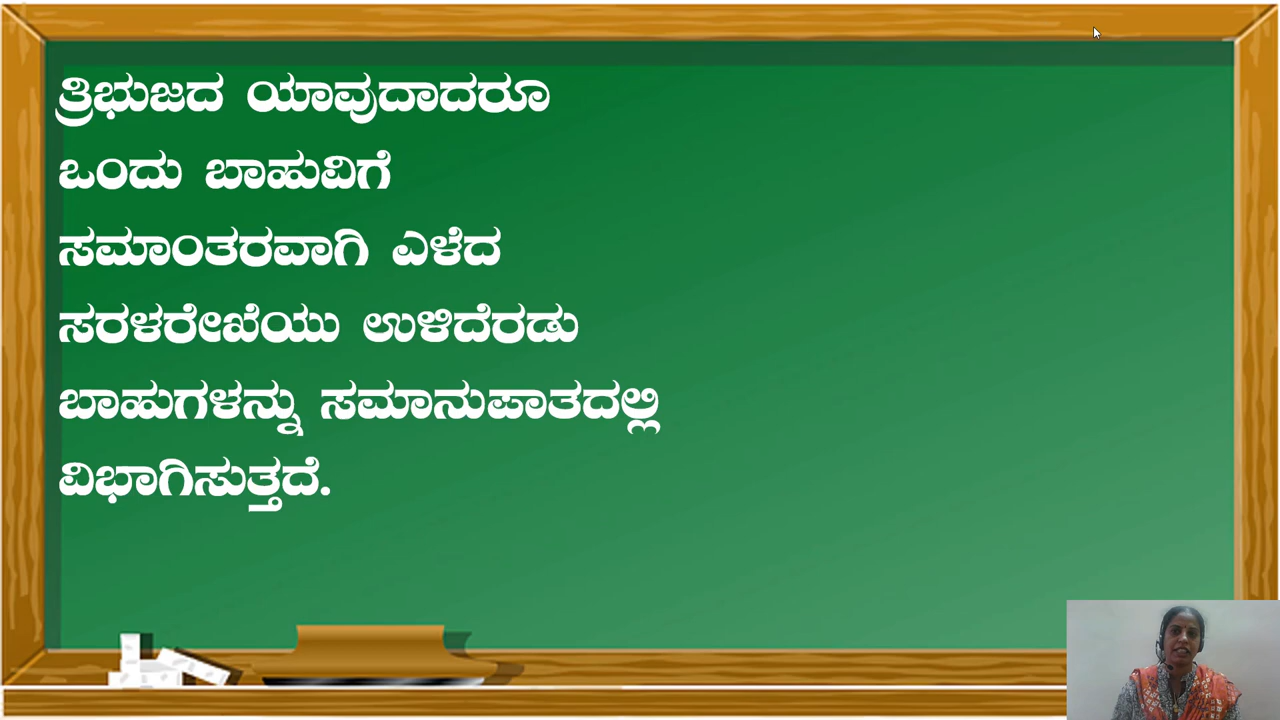 ತ್ರಿಭುಜದ ಯಾವುದಾದರೂ
ಒಂದು ಬಾಹುವಿಗೆ
ಸಮಾಂತರವಾಗಿ ಎಳೆದ
ಸರಳರೇಖೆಯು ಉಳಿದೆರಡು
ಬಾಹುಗಳನ್ನು ಸಮಾನುಪಾತದಲ್ಲಿ
ವಿಭಾಗಿಸುತ್ತದೆ.